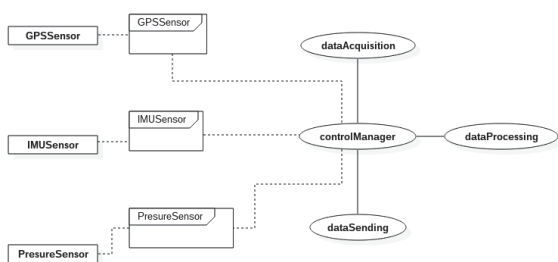 GPSSensor
GPSSensor
dataAcquisition
IMUSensor
IMUSensor
controlManager
dataProcessing
PresureSensor
PresureSensor
dataSending